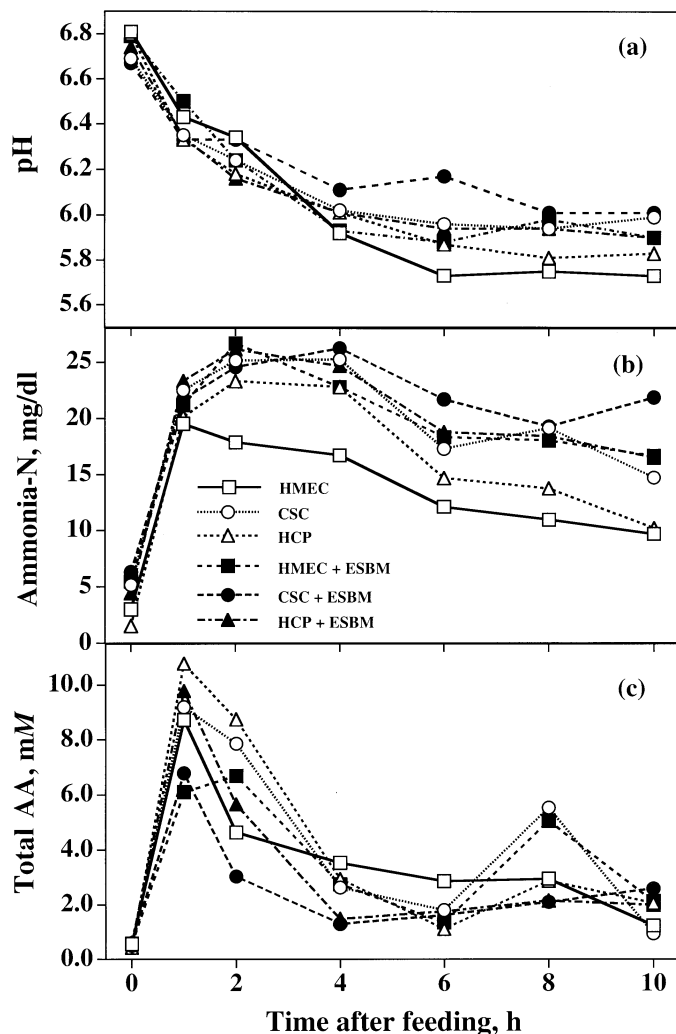 (a)
pH
6.8
6.6
6.4
6.2
6.0
5.8
5.6
(b)
Ammonia-N, mg/dl
25
20
15
10
5
0
HMEC
CSC
HCP
HMEC + ESBM
CSC + ESBM
HCP + ESBM
(c)
Total AA, mM
10.0
8.0
6.0
4.0
2.0
0.0
0 2 4 6 8 10
Time after feeding, h